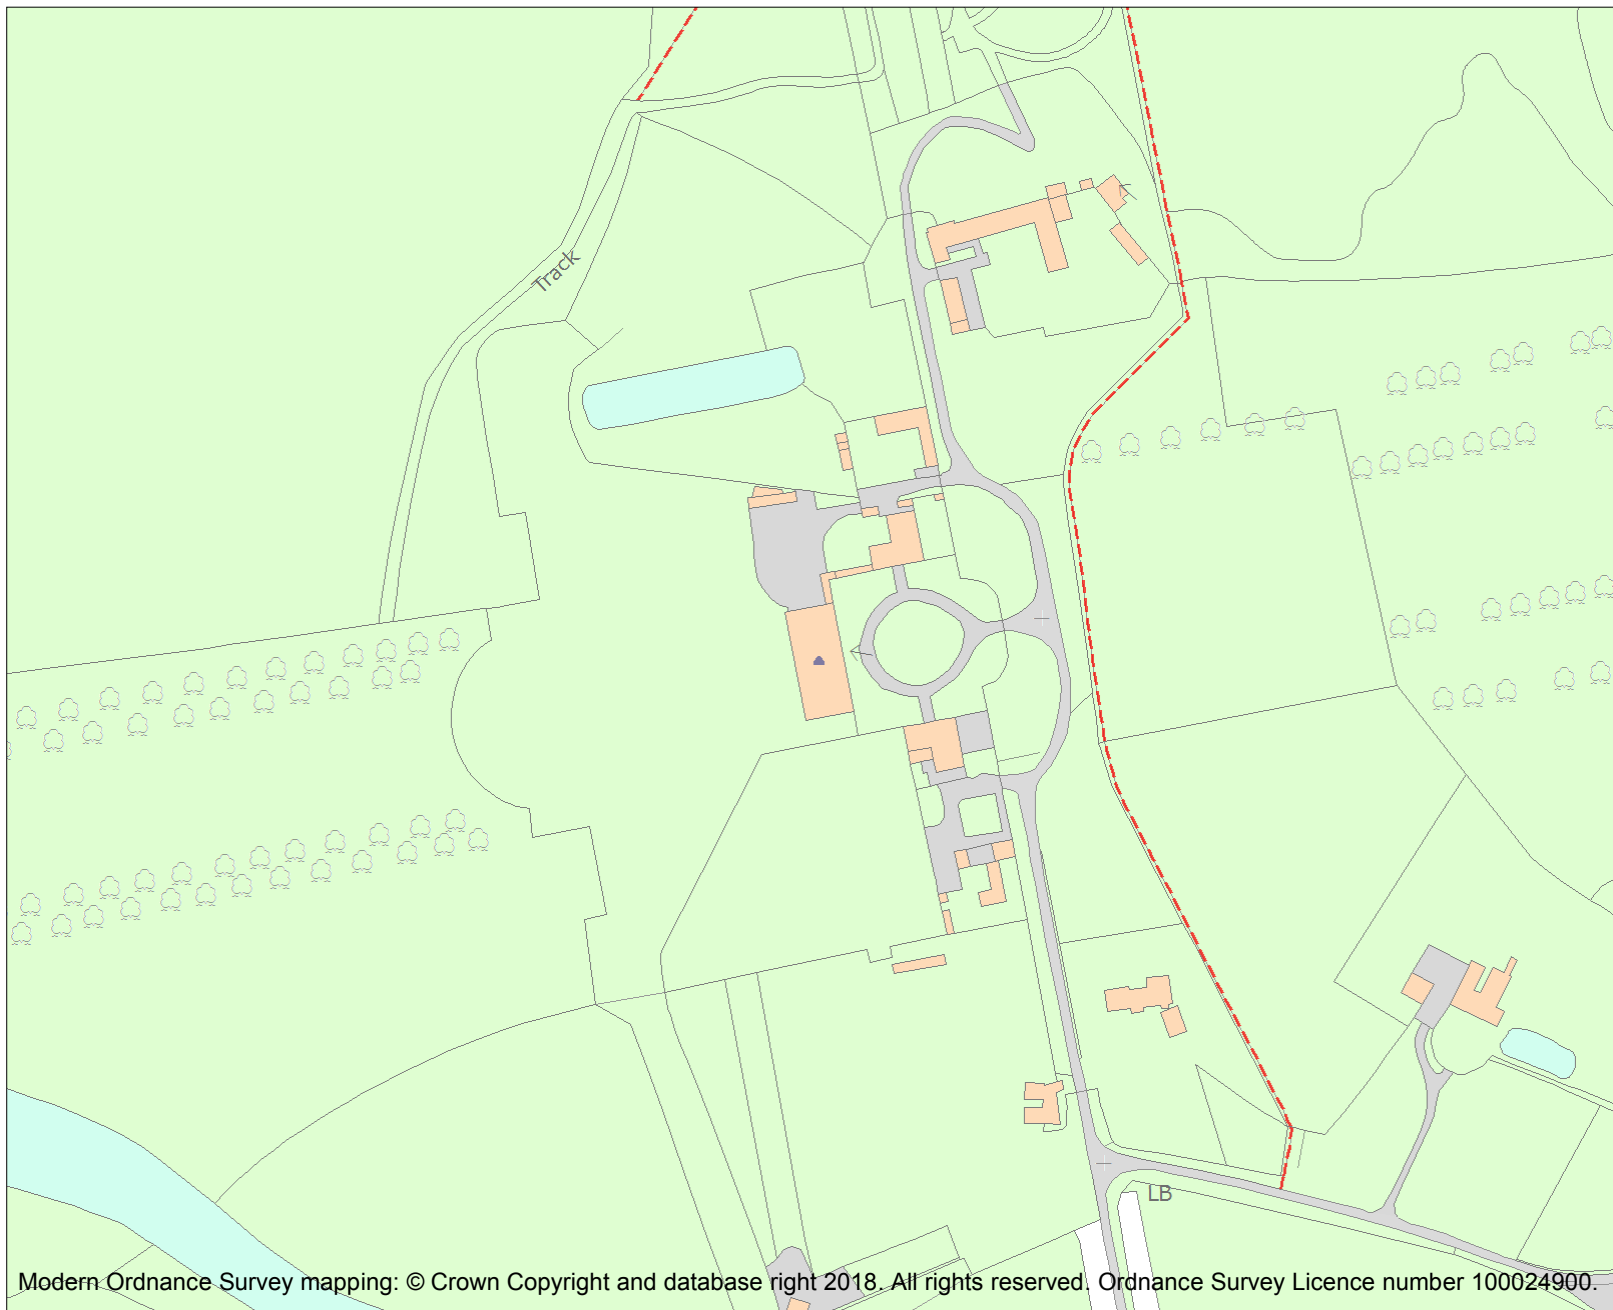 Track
LB
Modern Ordnance Survey mapping: © Crown Copyright and database right 2018. All rights reserved. Ordnance Survey Licence number 100024900.